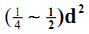 (1/4 ~ 1/2)d²